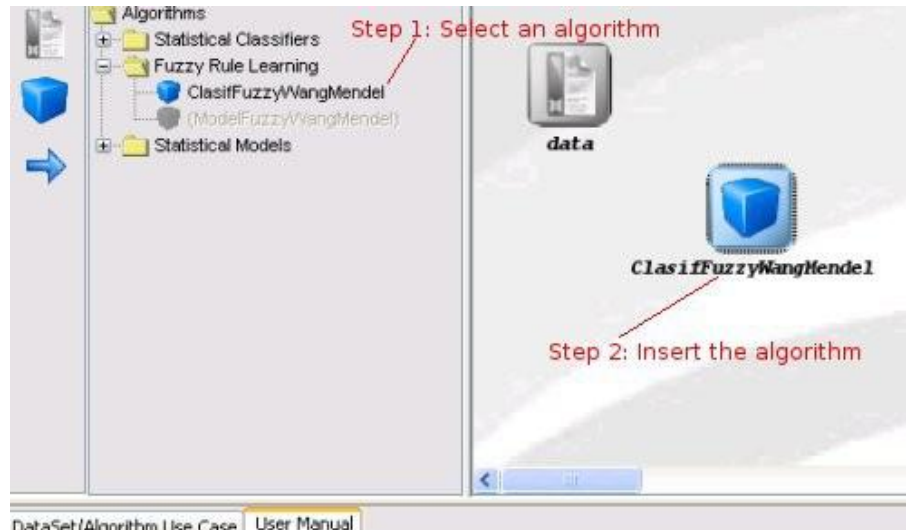 Algorithms
Statistical Classifiers
Step 1: Select an algorithm
Fuzzy Rule Learning
ClasifFuzzyWangMendel
(ModelFuzzyWangMendel)
Statistical Models
data
ClasifFuzzyWangMendel
Step 2: Insert the algorithm
DataSet/Algorithm Use Case
User Manual